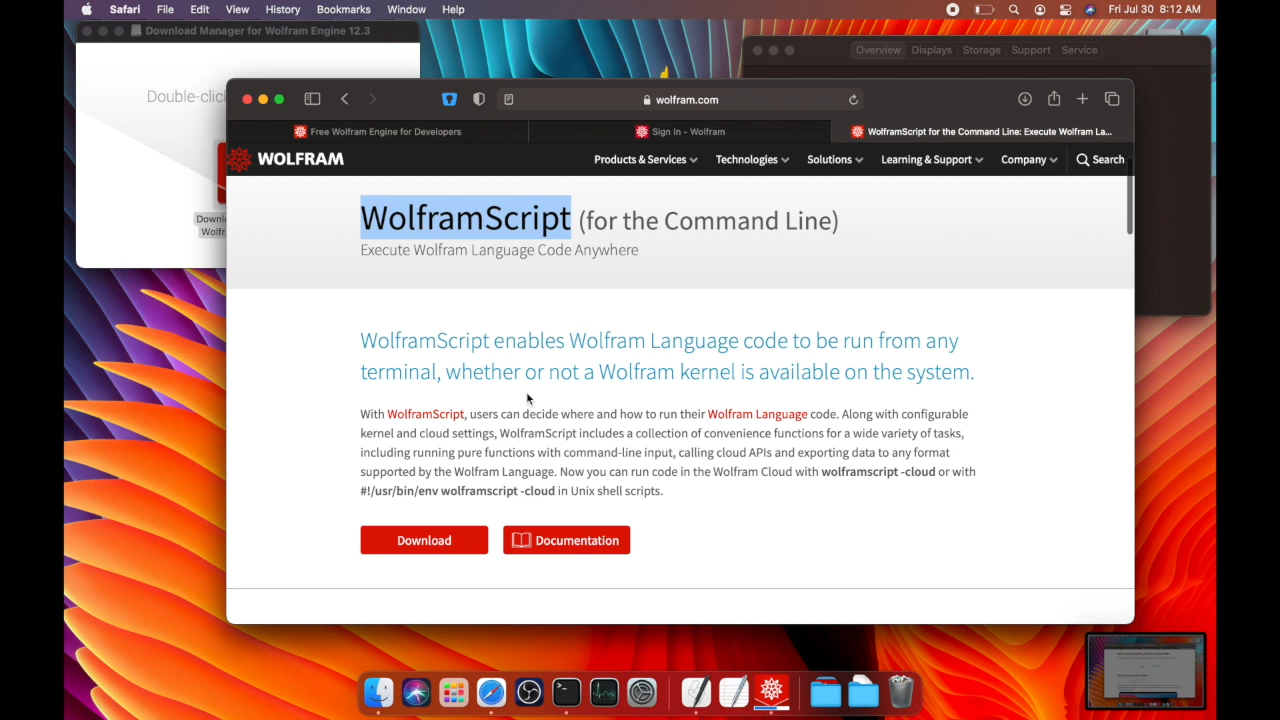 Safari File Edit View History Bookmarks Window Help
Fri Jul 30 8:12 AM
Download Manager for Wolfram Engine 12.3
Overview Displays Storage Support Service
wolfram.com
Free Wolfram Engine for Developers
Sign In - Wolfram
WolframScript for the Command Line: Execute Wolfram La...
WOLFRAM
Products & Services Technologies Solutions Learning & Support Company Search
WolframScript (for the Command Line)
Execute Wolfram Language Code Anywhere
WolframScript enables Wolfram Language code to be run from any
terminal, whether or not a Wolfram kernel is available on the system.
With WolframScript, users can decide where and how to run their Wolfram Language code. Along with configurable
kernel and cloud settings, WolframScript includes a collection of convenience functions for a wide variety of tasks,
including running pure functions with command-line input, calling cloud APIs and exporting data to any format
supported by the Wolfram Language. Now you can run code in the Wolfram Cloud with wolframscript -cloud or with
#!/usr/bin/env wolframscript -cloud in Unix shell scripts.
Download Documentation